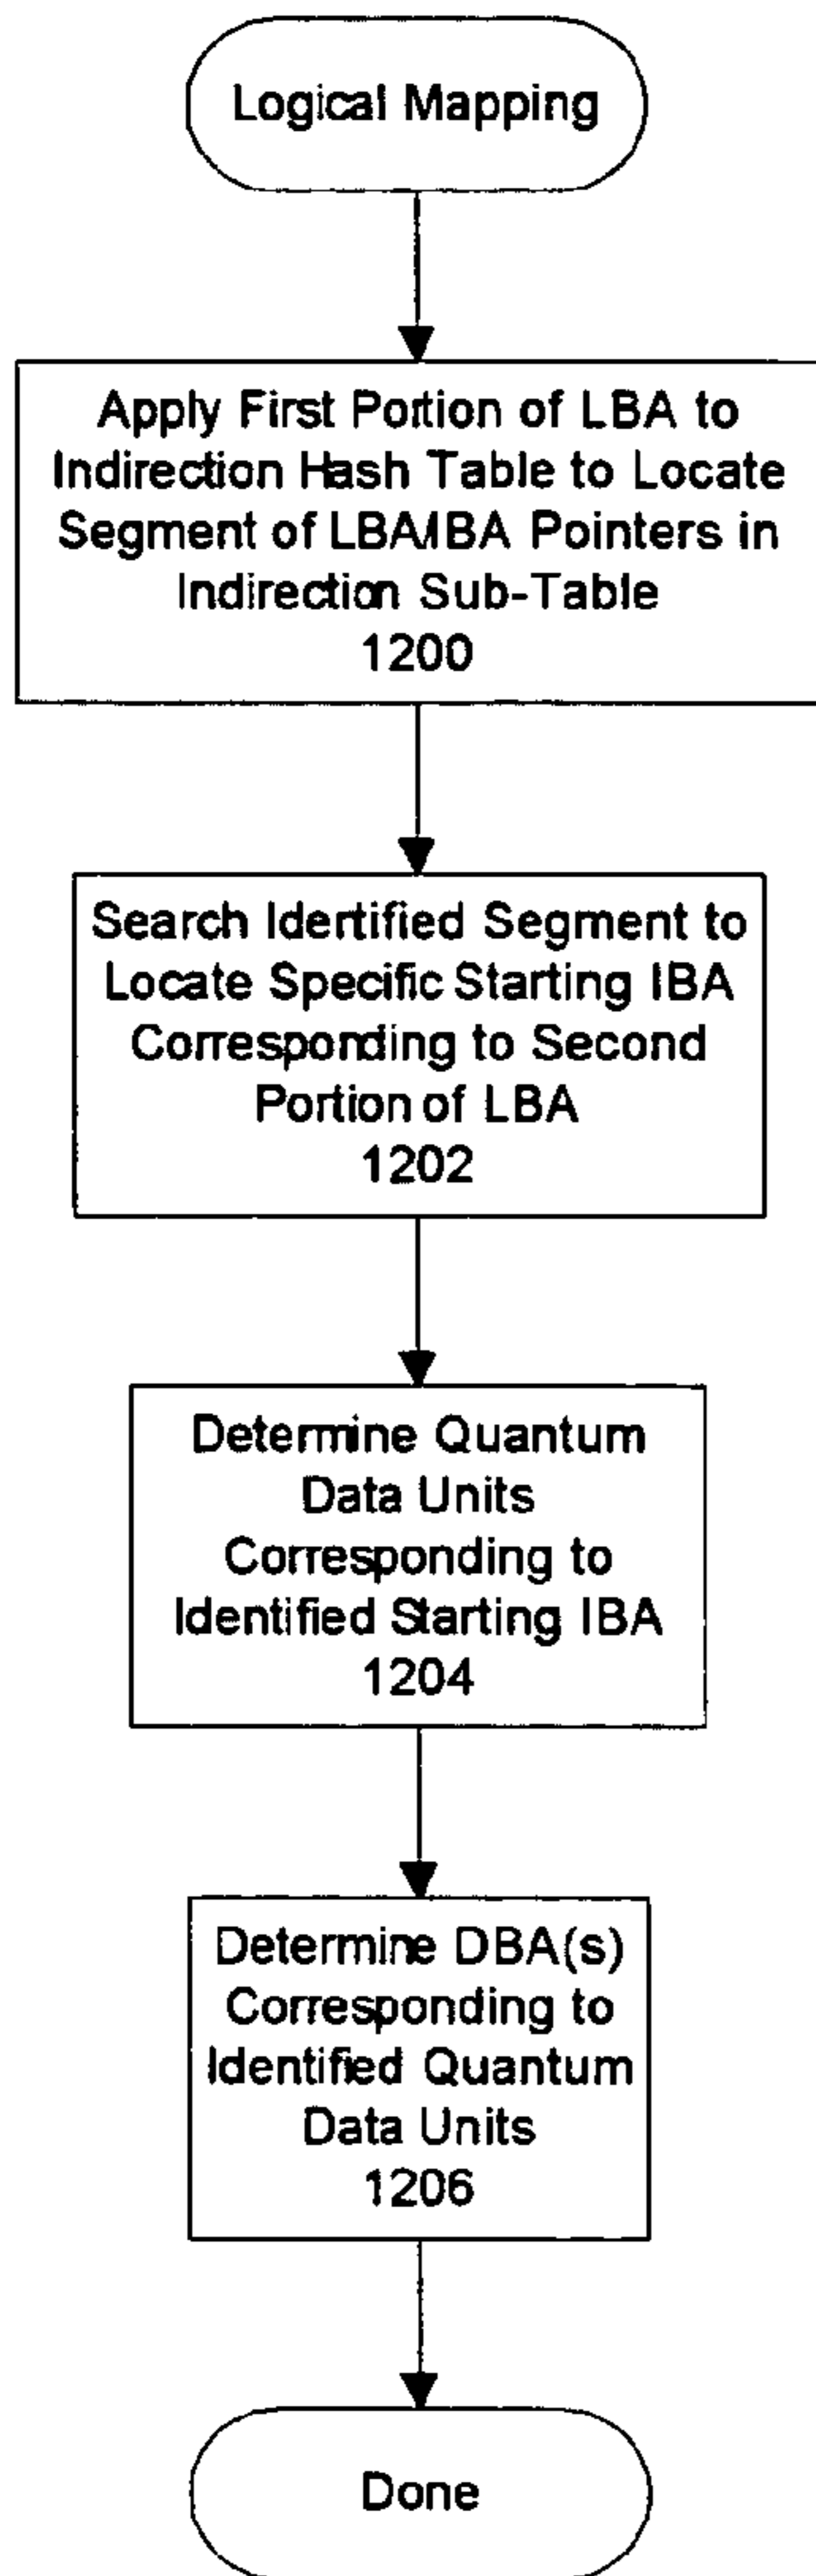 Logical Mapping
Apply First Portion of LBA to
Indirection Hash Table to Locate
Segment of LBA/IBA Pointers in
Indirection Sub-Table
1200
Search Identified Segment to
Locate Specific Starting IBA
Corresponding to Second
Portion of LBA
1202
Determine Quantum
Data Units
Corresponding to
Identified Starting IBA
1204
Determine DBA(s)
Corresponding to
Identified Quantum
Data Units
1206
Done